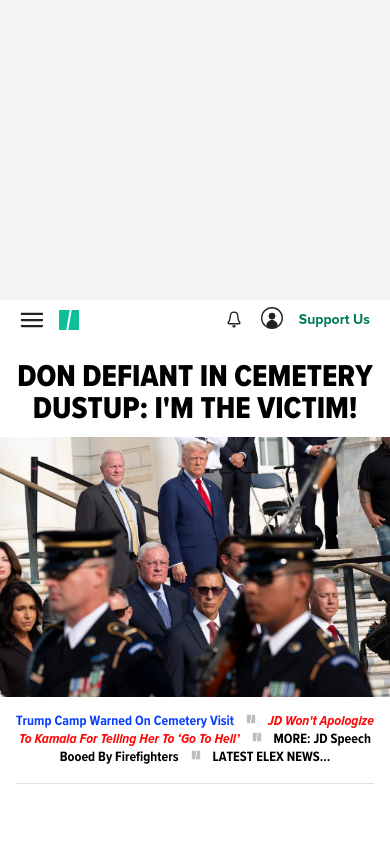 Support Us
DON DEFIANT IN CEMETERY
DUSTUP: I'M THE VICTIM!
Trump Camp Warned On Cemetery Visit JD Won't Apologize
To Kamala For Telling Her To ‘Go To Hell’ MORE: JD Speech
Booed By Firefighters LATEST ELEX NEWS...